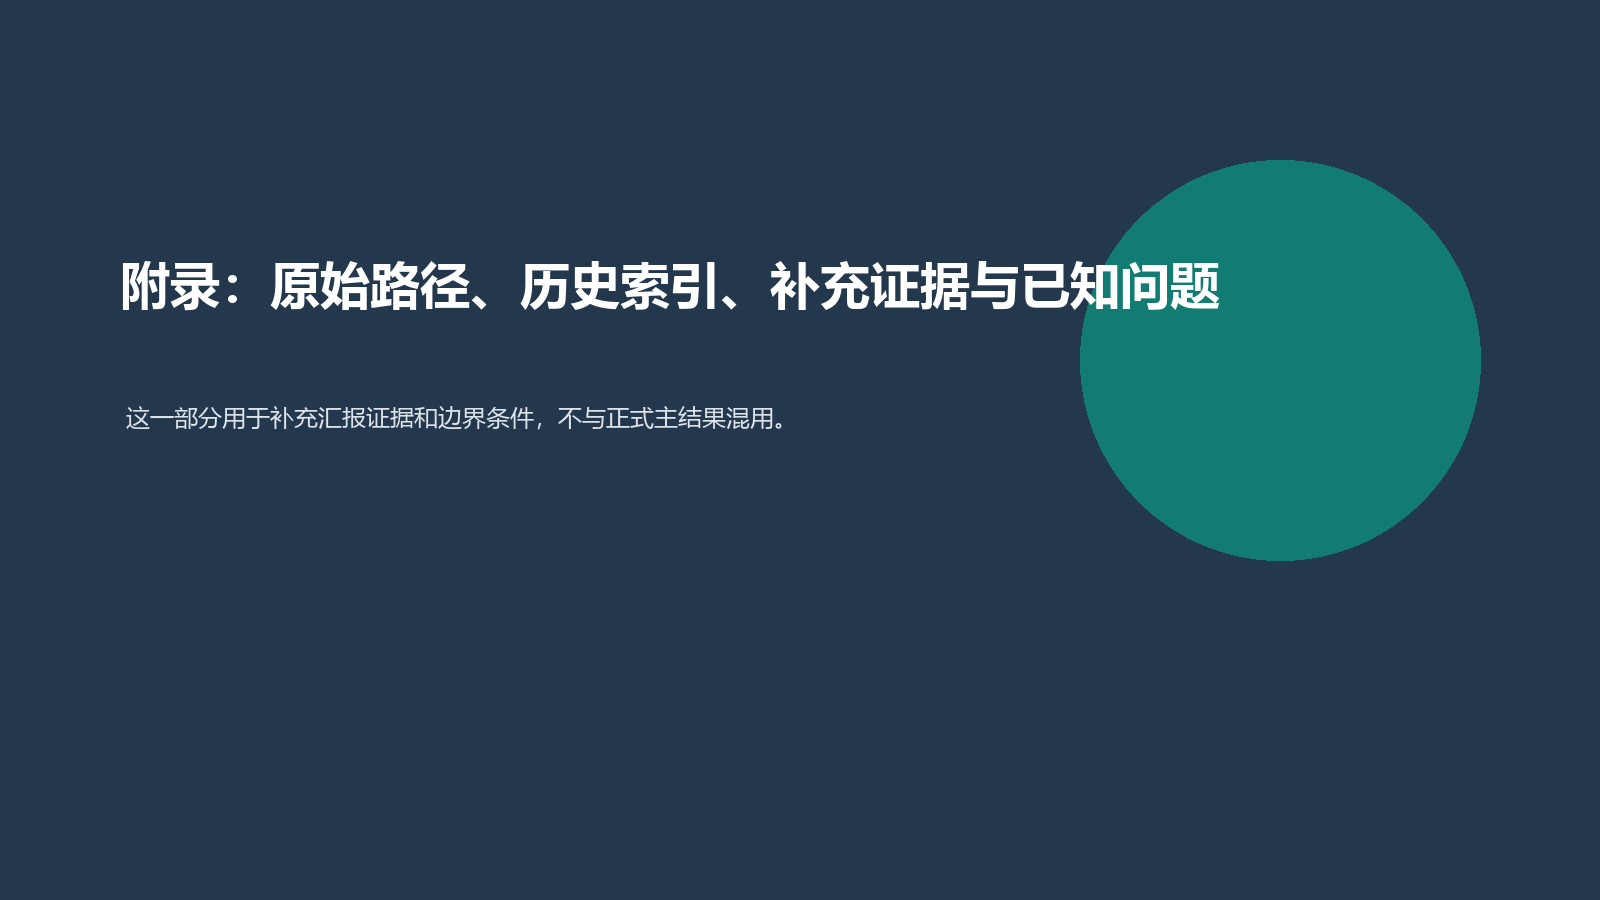 附录：原始路径、历史索引、补充证据与已知问题
这一部分用于补充汇报证据和边界条件，不与正式主结果混用。